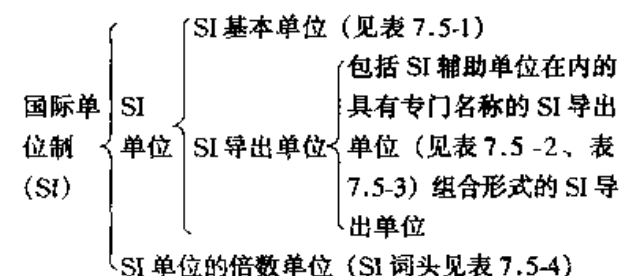 SI 基本单位（见表 7.5-1）
包括 SI 辅助单位在内的
国际单 SI 具有专门名称的 SI 导出
位制 单位 SI 导出单位 单位（见表 7.5 -2、表
（SI） 7.5-3）组合形式的 SI 导
出单位
SI 单位的倍数单位（SI 词头见表 7.5-4）